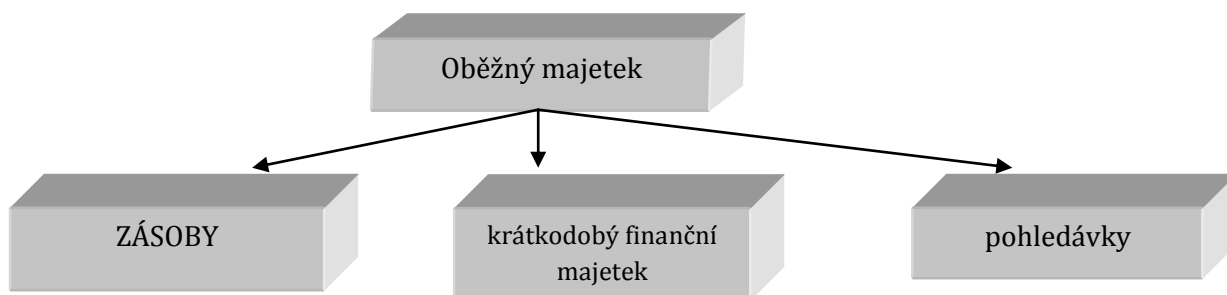 Oběžný majetek
ZÁSOBY
krátkodobý finanční
majetek
pohledávky